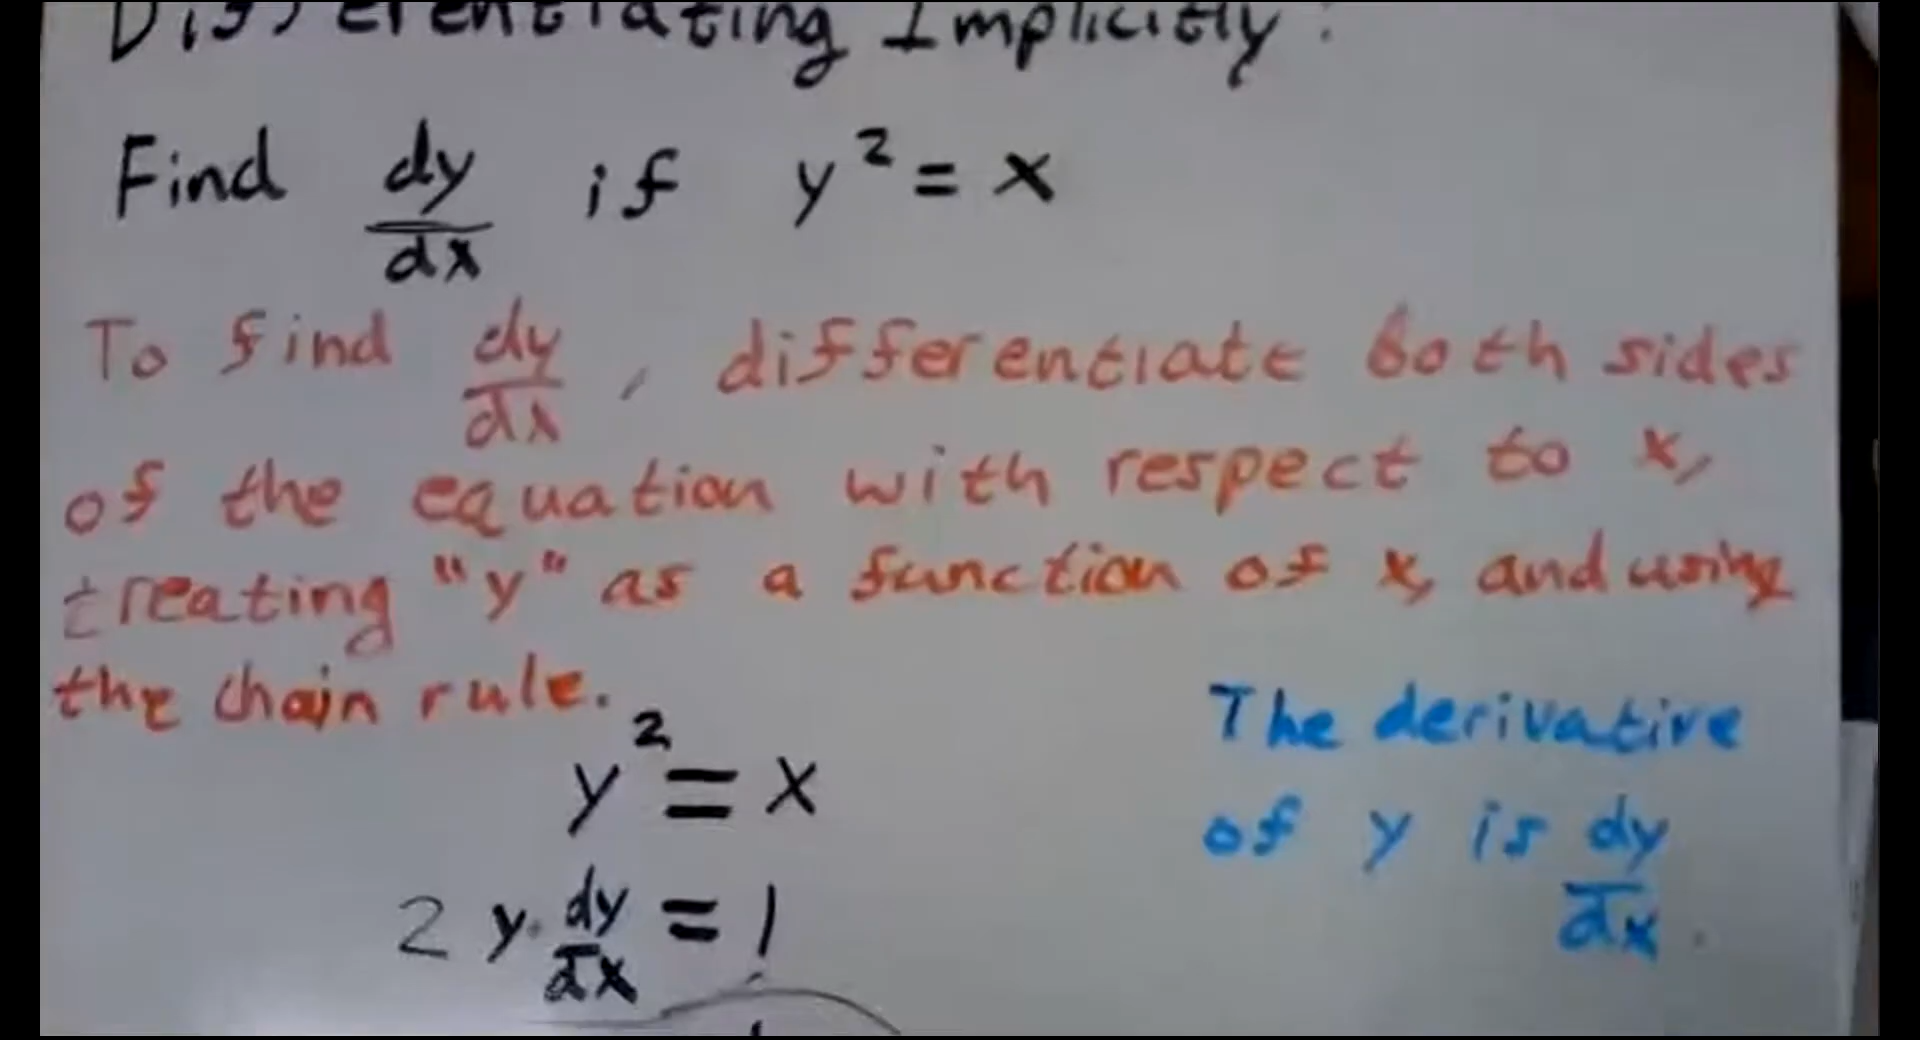 Differentiating Implicitly:
Find dy/dx if y² = x
To find dy/dx, differentiate both sides
of the equation with respect to x,
treating "y" as a function of x, and using
the chain rule.
y² = x
2y·dy/dx = 1
The derivative
of y is dy/dx.